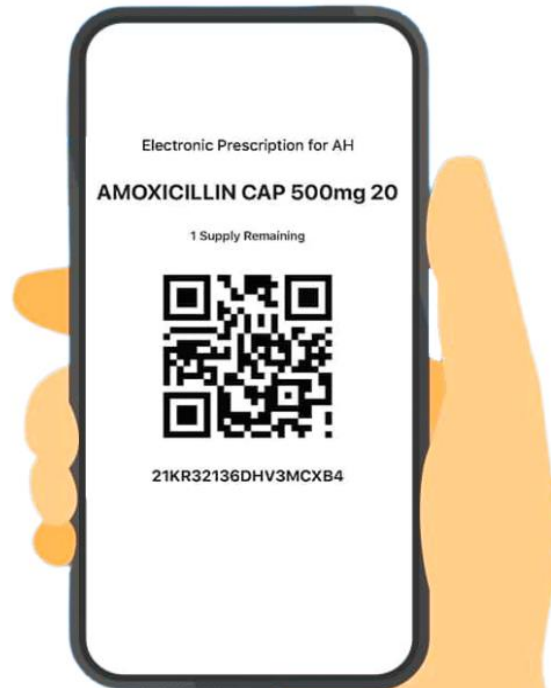 Electronic Prescription for AH
AMOXICILLIN CAP 500mg 20
1 Supply Remaining
21KR32136DHV3MCXB4